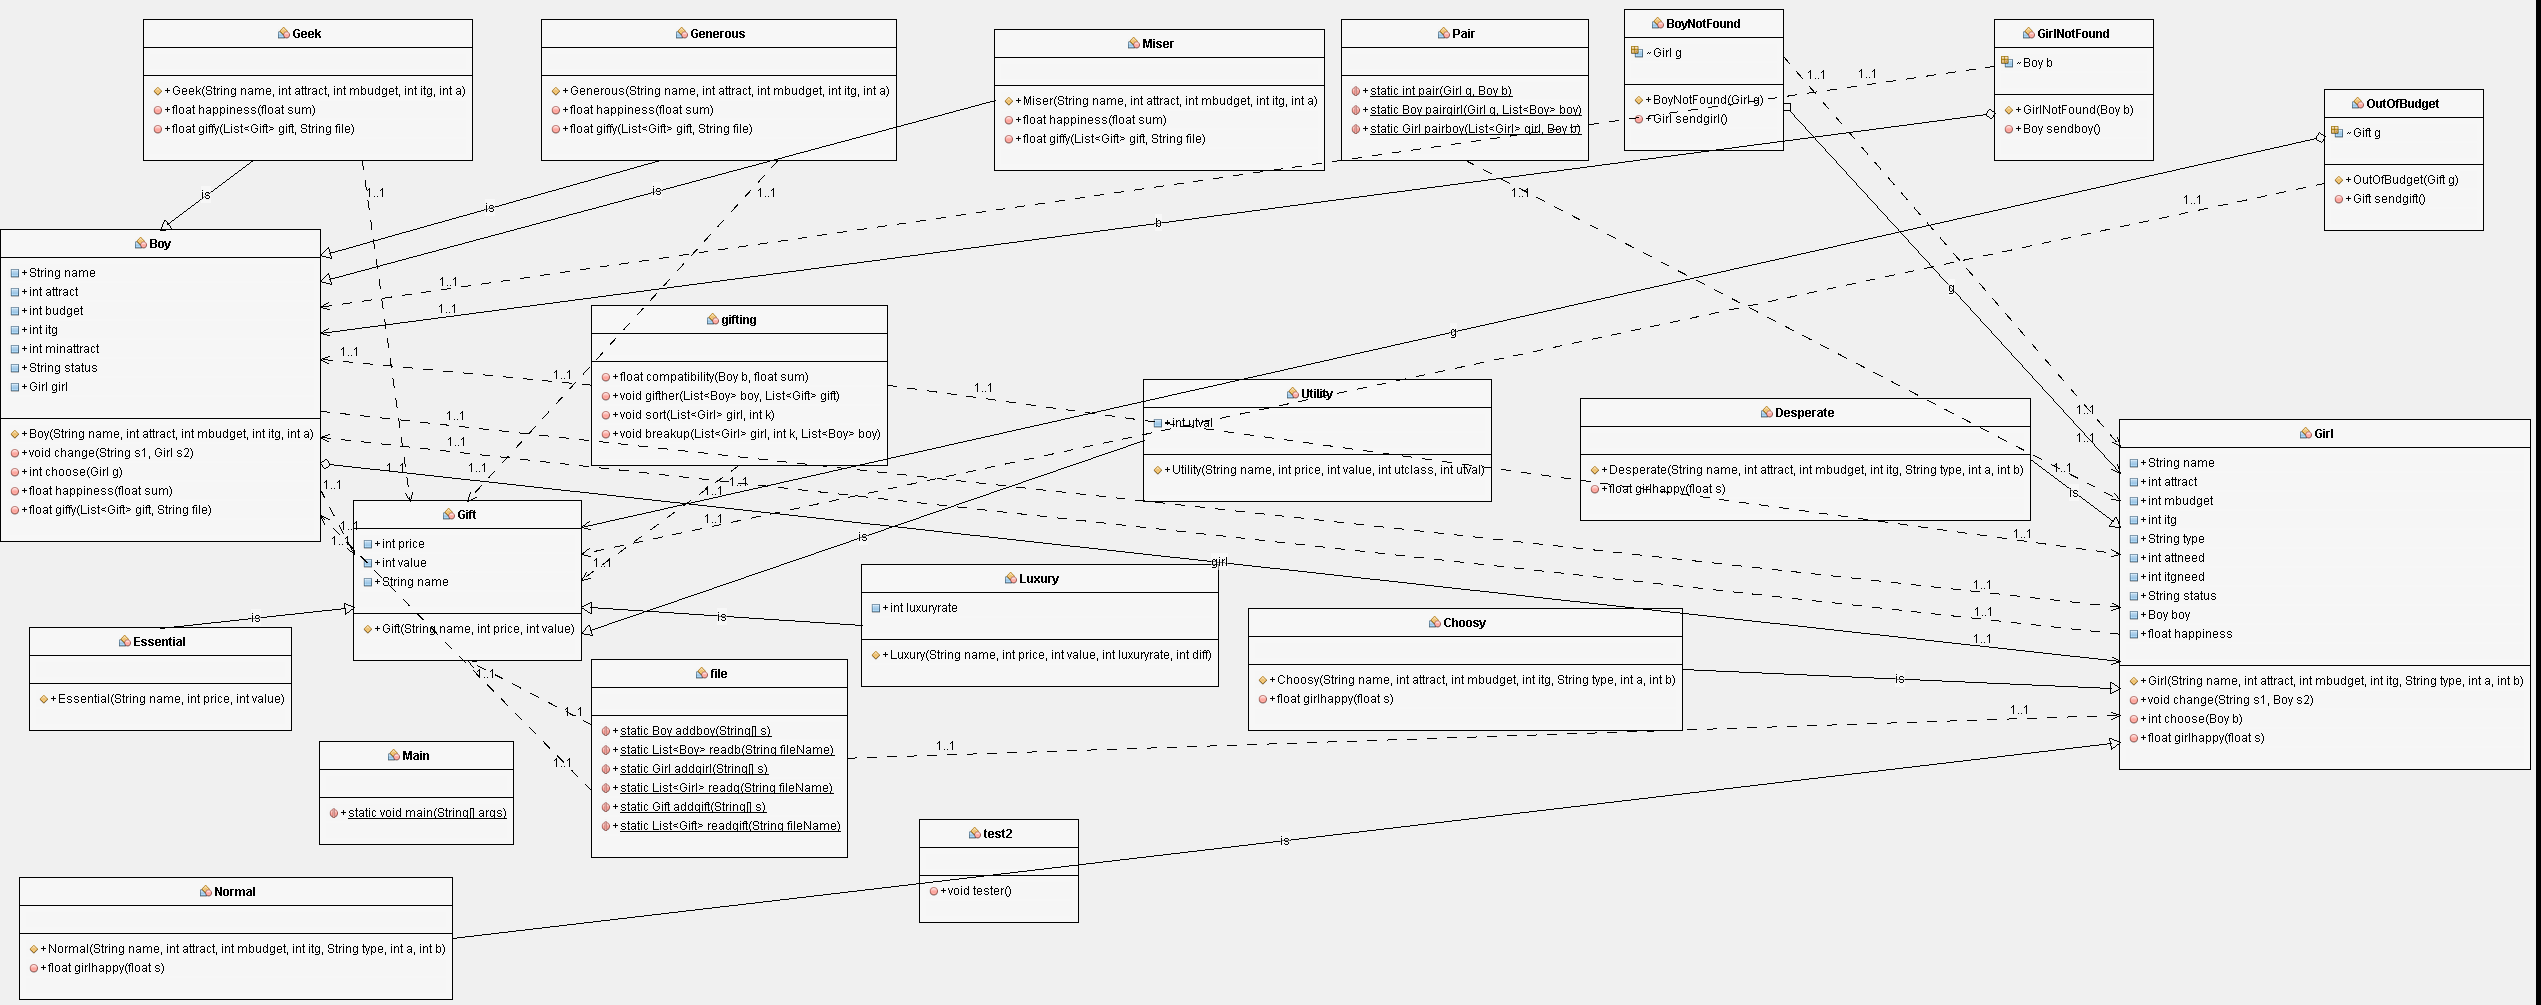 Geek
+Geek(String name, int attract, int mbudget, int itg, int a)
+float happiness(float sum)
+float giffy(List<Gift> gift, String file)
Generous
+Generous(String name, int attract, int mbudget, int itg, int a)
+float happiness(float sum)
+float giffy(List<Gift> gift, String file)
Miser
+Miser(String name, int attract, int mbudget, int itg, int a)
+float happiness(float sum)
+float giffy(List<Gift> gift, String file)
Pair
+static int pair(Girl g, Boy b)
+static Boy pairgirl(Girl g, List<Boy> boy)
+static Girl pairboy(List<Girl> girl, Boy b)
BoyNotFound
~Girl g
+BoyNotFound(Girl g)
+Girl sendgirl()
GirlNotFound
~Boy b
+GirlNotFound(Boy b)
+Boy sendboy()
OutOfBudget
~Gift g
+OutOfBudget(Gift g)
+Gift sendgift()
1..1
1..1
is
1..1
is
is
1..1
1..1
1..1
b
g
g
1..1
1..1
1..1
1..1
1..1
1..1
1..1
1..1
Boy
+String name
+int attract
+int budget
+int itg
+int minattract
+String status
+Girl girl
+Boy(String name, int attract, int mbudget, int itg, int a)
+void change(String s1, Girl s2)
+int choose(Girl g)
+float happiness(float sum)
+float giffy(List<Gift> gift, String file)
gifting
+float compatibility(Boy b, float sum)
+void gifther(List<Boy> boy, List<Gift> gift)
+void sort(List<Girl> girl, int k)
+void breakup(List<Girl> girl, int k, List<Boy> boy)
Utility
+int utval
+Utility(String name, int price, int value, int utclass, int utval)
Desperate
+Desperate(String name, int attract, int mbudget, int itg, String type, int a, int b)
+float girlhappy(float s)
Girl
+String name
+int attract
+int mbudget
+int itg
+String type
+int attneed
+int itgneed
+String status
+Boy boy
+float happiness
+Girl(String name, int attract, int mbudget, int itg, String type, int a, int b)
+void change(String s1, Boy s2)
+int choose(Boy b)
+float girlhappy(float s)
1..1
1..1
1..1
1..1
1..1
1..1
1..1
1..1
1..1
1..1
is
1..1
is
1..1
girl
1..1
1..1
1..1
Gift
+int price
+int value
+String name
+Gift(String name, int price, int value)
is
is
Essential
+Essential(String name, int price, int value)
Luxury
+int luxuryrate
+Luxury(String name, int price, int value, int luxuryrate, int diff)
Choosy
+Choosy(String name, int attract, int mbudget, int itg, String type, int a, int b)
+float girlhappy(float s)
is
1..1
1..1
1..1
1..1
1..1
file
+static Boy addboy(String[] s)
+static List<Boy> readb(String fileName)
+static Girl addgirl(String[] s)
+static List<Girl> readg(String fileName)
+static Gift addgift(String[] s)
+static List<Gift> readgift(String fileName)
Main
+static void main(String[] args)
test2
+void tester()
is
Normal
+Normal(String name, int attract, int mbudget, int itg, String type, int a, int b)
+float girlhappy(float s)